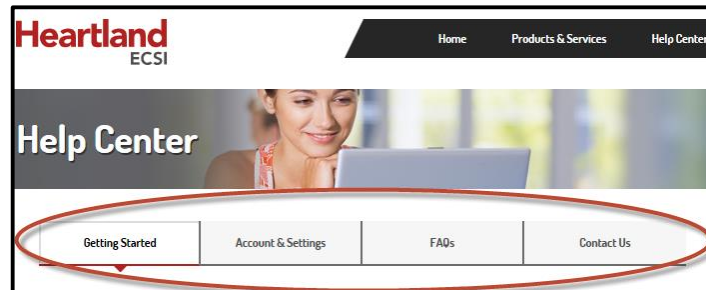 Heartland
ECSI
Home Products & Services Help Center
Help Center
Getting Started Account & Settings FAQs Contact Us